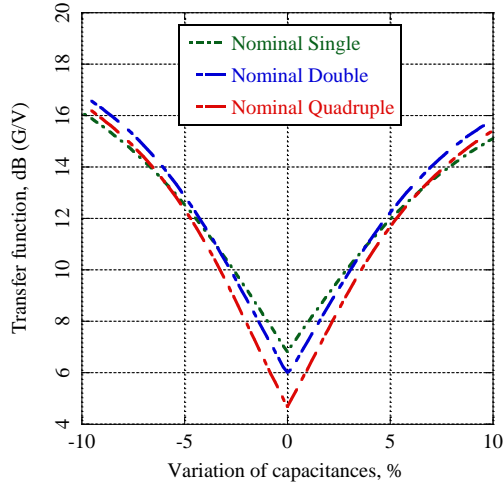 20
18
16
14
12
10
8
6
4
Transfer function, dB (G/V)
Nominal Single
Nominal Double
Nominal Quadruple
-10
-5
0
5
10
Variation of capacitances, %